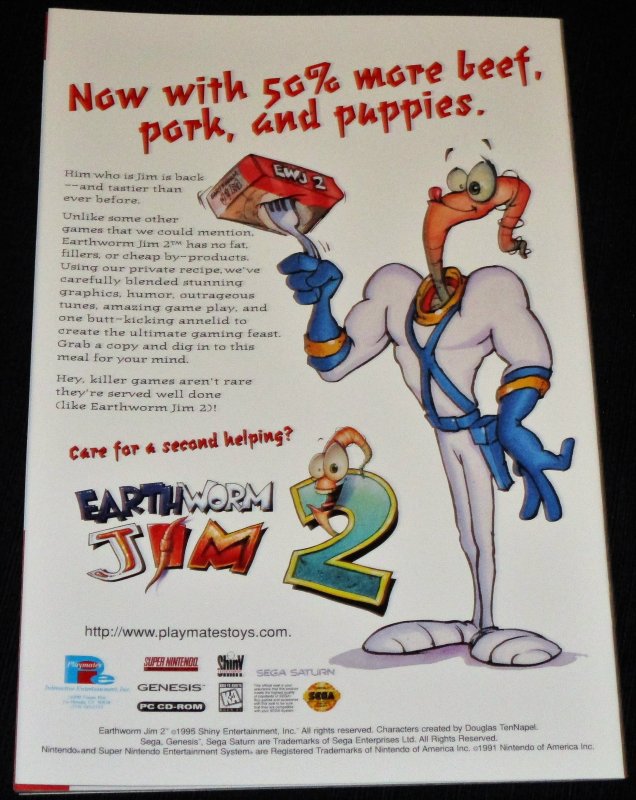 Now with 50% more beef,
pork, and puppies.
Him who is Jim is back
--and tastier than
ever before.
Unlike some other
games that we could mention,
Earthworm Jim 2™ has no fat,
fillers, or cheap by-products.
Using our private recipe, we've
carefully blended stunning
graphics, humor, outrageous
tunes, amazing game play, and
one butt-kicking annelid to
create the ultimate gaming feast.
Grab a copy and dig in to this
meal for your mind.
Hey, killer games aren't rare
they're served well done
(like Earthworm Jim 2)!
EWJ 2
Care for a second helping?
EARTHWORM
JIM 2
http://www.playmatestoys.com.
Playmates
Interactive Entertainment, Inc.
SUPER NINTENDO
GENESIS™
PC CD-ROM
Shiny
K-A
SEGA SATURN
SEGA
Earthworm Jim 2™ ©1995 Shiny Entertainment, Inc.™ All rights reserved. Characters created by Douglas TenNapel.
Sega, Genesis™, Sega Saturn are Trademarks of Sega Enterprises Ltd. All Rights Reserved.
Nintendo® and Super Nintendo Entertainment System® are Registered Trademarks of Nintendo of America Inc. ©1991 Nintendo of America Inc.